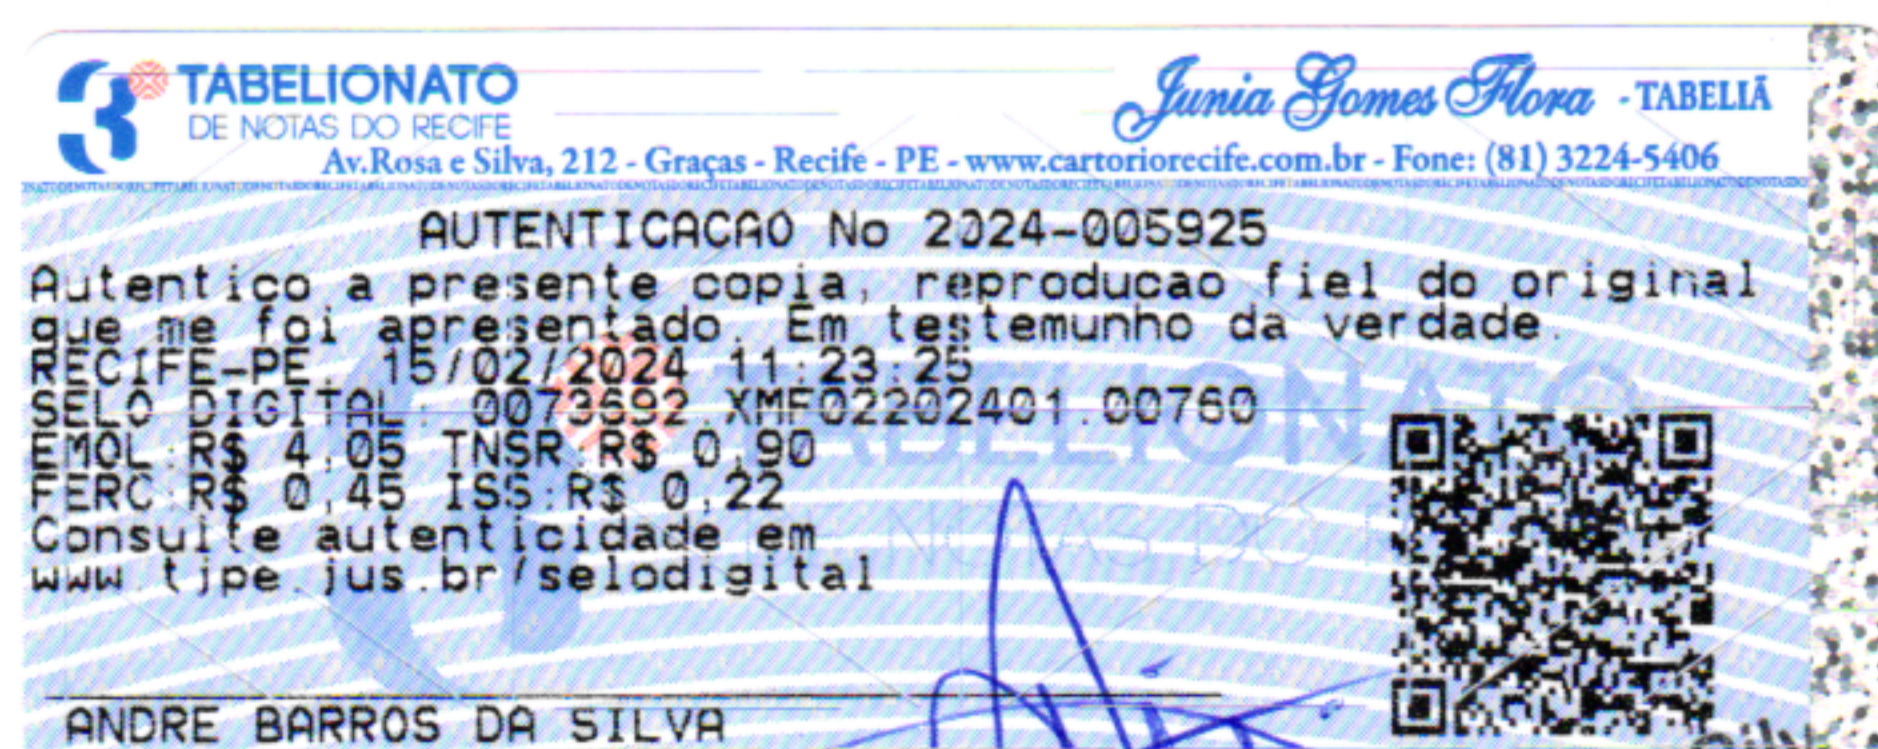 3º TABELIONATO
DE NOTAS DO RECIFE
Junia Gomes Flora - TABELIÃ
Av.Rosa e Silva, 212 - Graças - Recife - PE - www.cartoriorecife.com.br - Fone: (81) 3224-5406
AUTENTICACAO No 2024-005925
Autentico a presente copia, reproducao fiel do original
que me foi apresentado. Em testemunho da verdade.
RECIFE-PE, 15/02/2024 11:23:25
SELO DIGITAL: 0073692.XMF02202401.00760
EMOL:R$ 4,05 TNSR:R$ 0,90
FERC:R$ 0,45 ISS:R$ 0,22
Consulte autenticidade em
www.tjpe.jus.br/selodigital
TABELIONATO
NOTAS DO
ANDRE BARROS DA SILVA